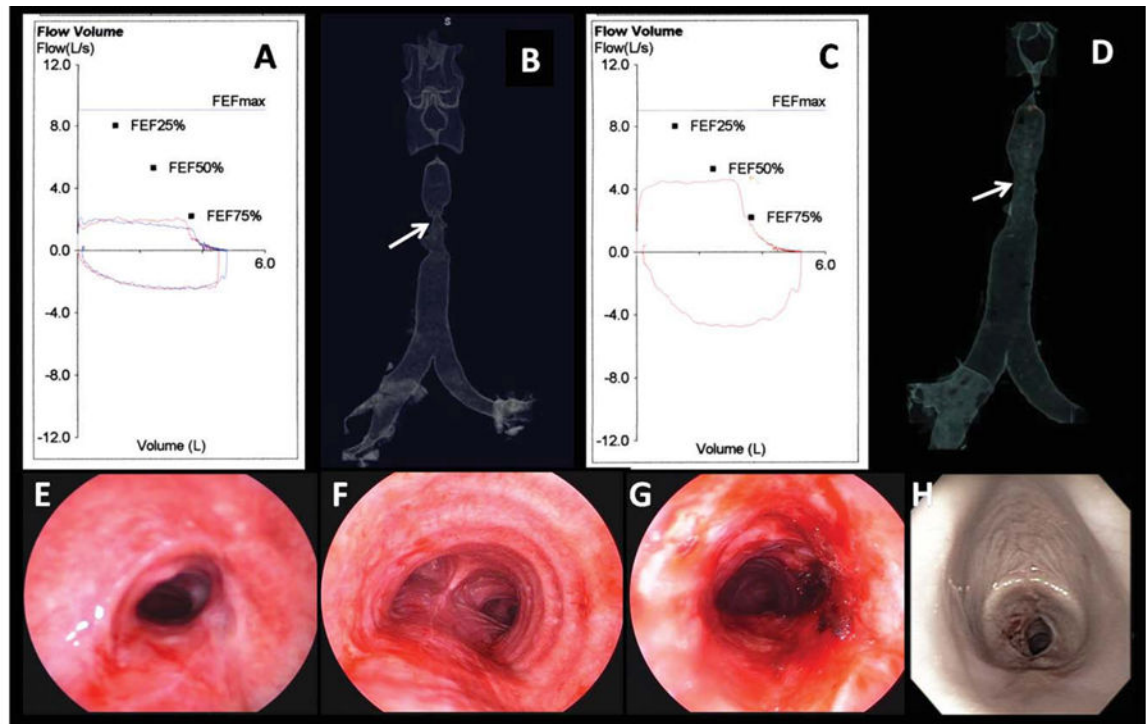 Flow Volume
Flow(L/s)
A
12.0
FEFmax
8.0
FEF25%
FEF50%
4.0
FEF75%
0.0
6.0
-4.0
-8.0
-12.0
Volume (L)
S
B
Flow Volume
Flow(L/s)
C
12.0
FEFmax
8.0
FEF25%
FEF50%
4.0
FEF75%
0.0
6.0
-4.0
-8.0
-12.0
Volume (L)
D
E
F
G
H